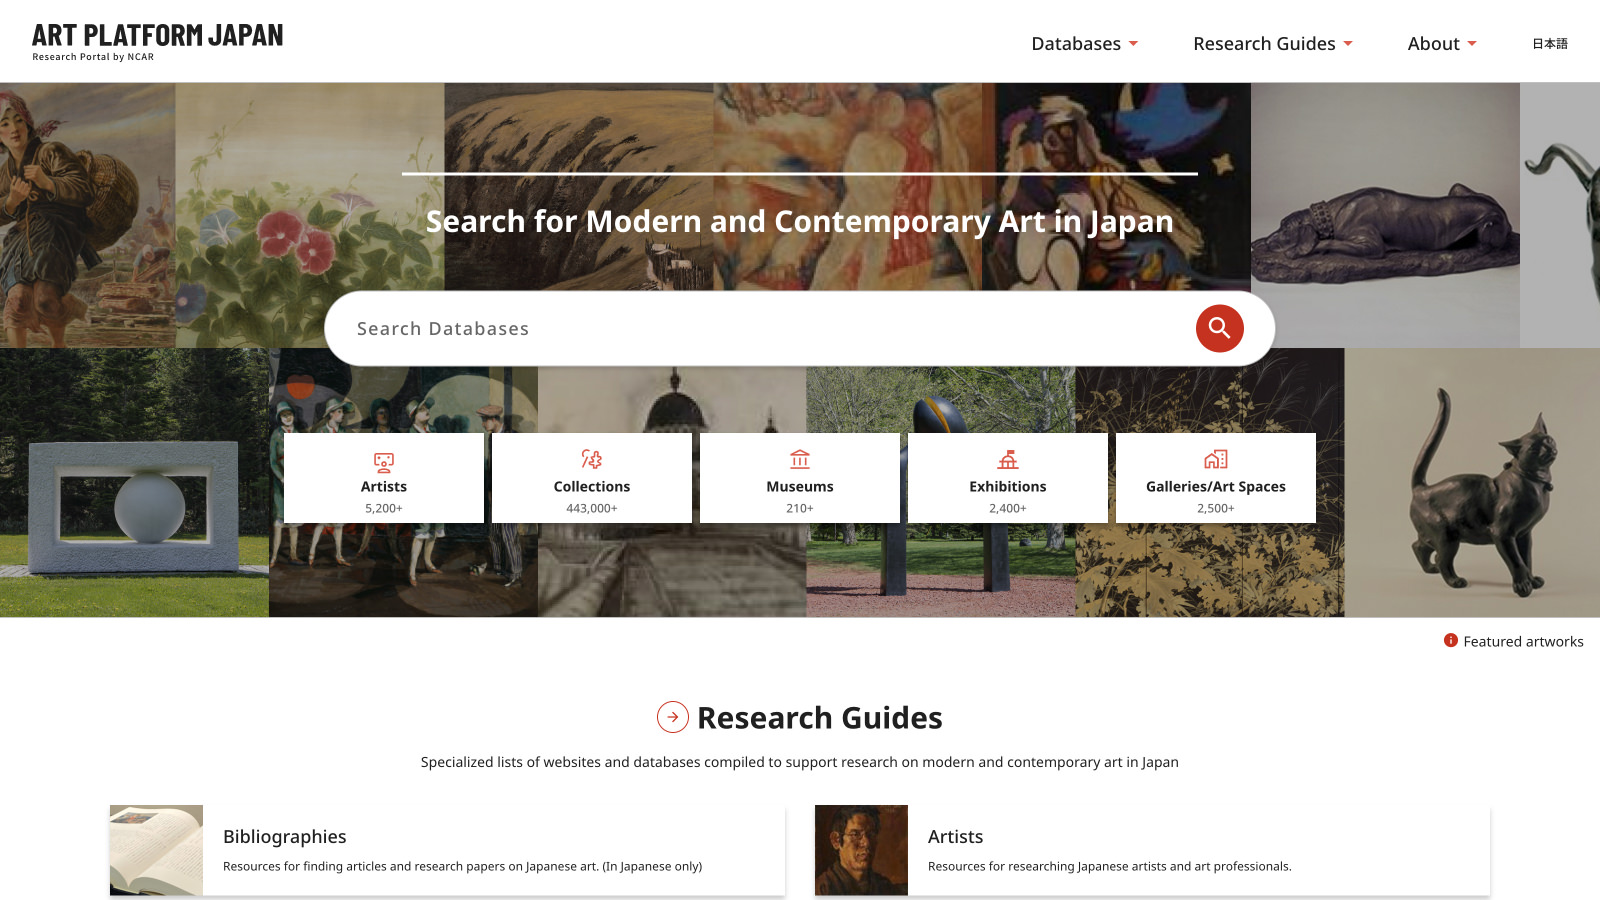 ART PLATFORM JAPAN
Research Portal by NCAR
Databases
Research Guides
About
日本語
Search for Modern and Contemporary Art in Japan
Search Databases
Artists
5,200+
Collections
443,000+
Museums
210+
Exhibitions
2,400+
Galleries/Art Spaces
2,500+
Featured artworks
Research Guides
Specialized lists of websites and databases compiled to support research on modern and contemporary art in Japan
Bibliographies
Resources for finding articles and research papers on Japanese art. (In Japanese only)
Artists
Resources for researching Japanese artists and art professionals.